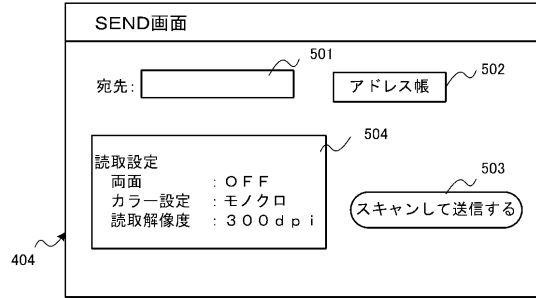 SEND画面
501
宛先:
アドレス帳
502
504
読取設定
両面 :OFF
カラー設定 :モノクロ
読取解像度 :300dpi
503
スキャンして送信する
404